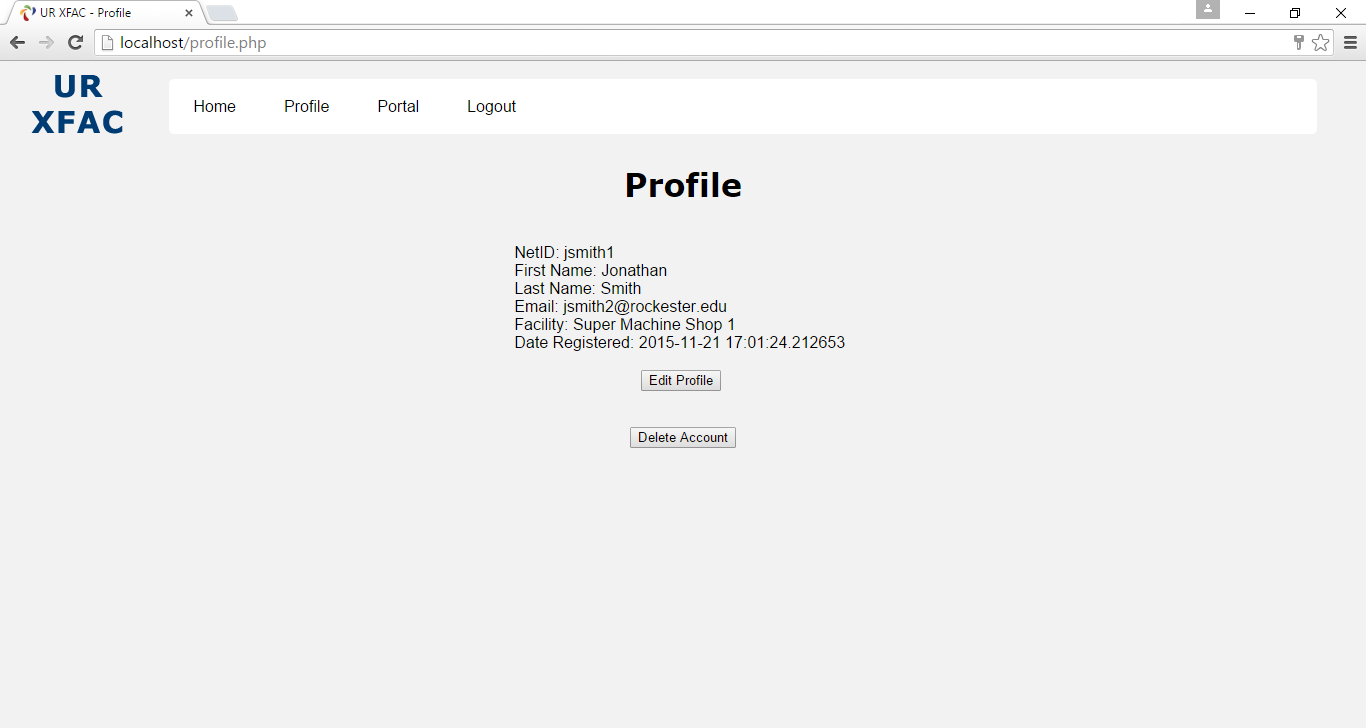 UR XFAC - Profile
localhost/profile.php
UR
XFAC
Home Profile Portal Logout
Profile
NetID: jsmith1
First Name: Jonathan
Last Name: Smith
Email: jsmith2@rockester.edu
Facility: Super Machine Shop 1
Date Registered: 2015-11-21 17:01:24.212653
Edit Profile
Delete Account